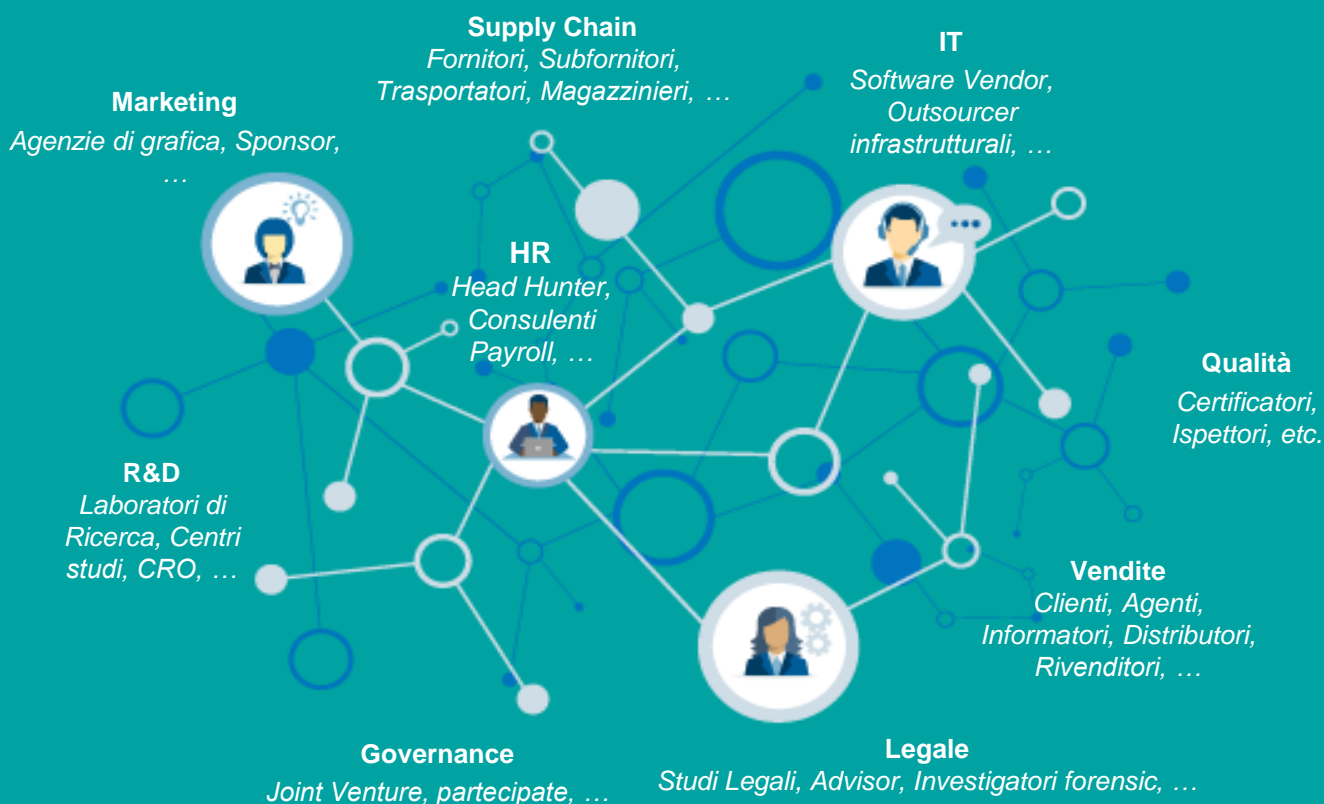 Supply Chain
Fornitori, Subfornitori,
Trasportatori, Magazzinieri, …
IT
Software Vendor,
Outsourcer
infrastrutturali, …
Marketing
Agenzie di grafica, Sponsor,
…
HR
Head Hunter,
Consulenti
Payroll, …
Qualità
Certificatori,
Ispettori, etc.
R&D
Laboratori di
Ricerca, Centri
studi, CRO, …
Vendite
Clienti, Agenti,
Informatori, Distributori,
Rivenditori, …
Governance
Joint Venture, partecipate, …
Legale
Studi Legali, Advisor, Investigatori forensic, …